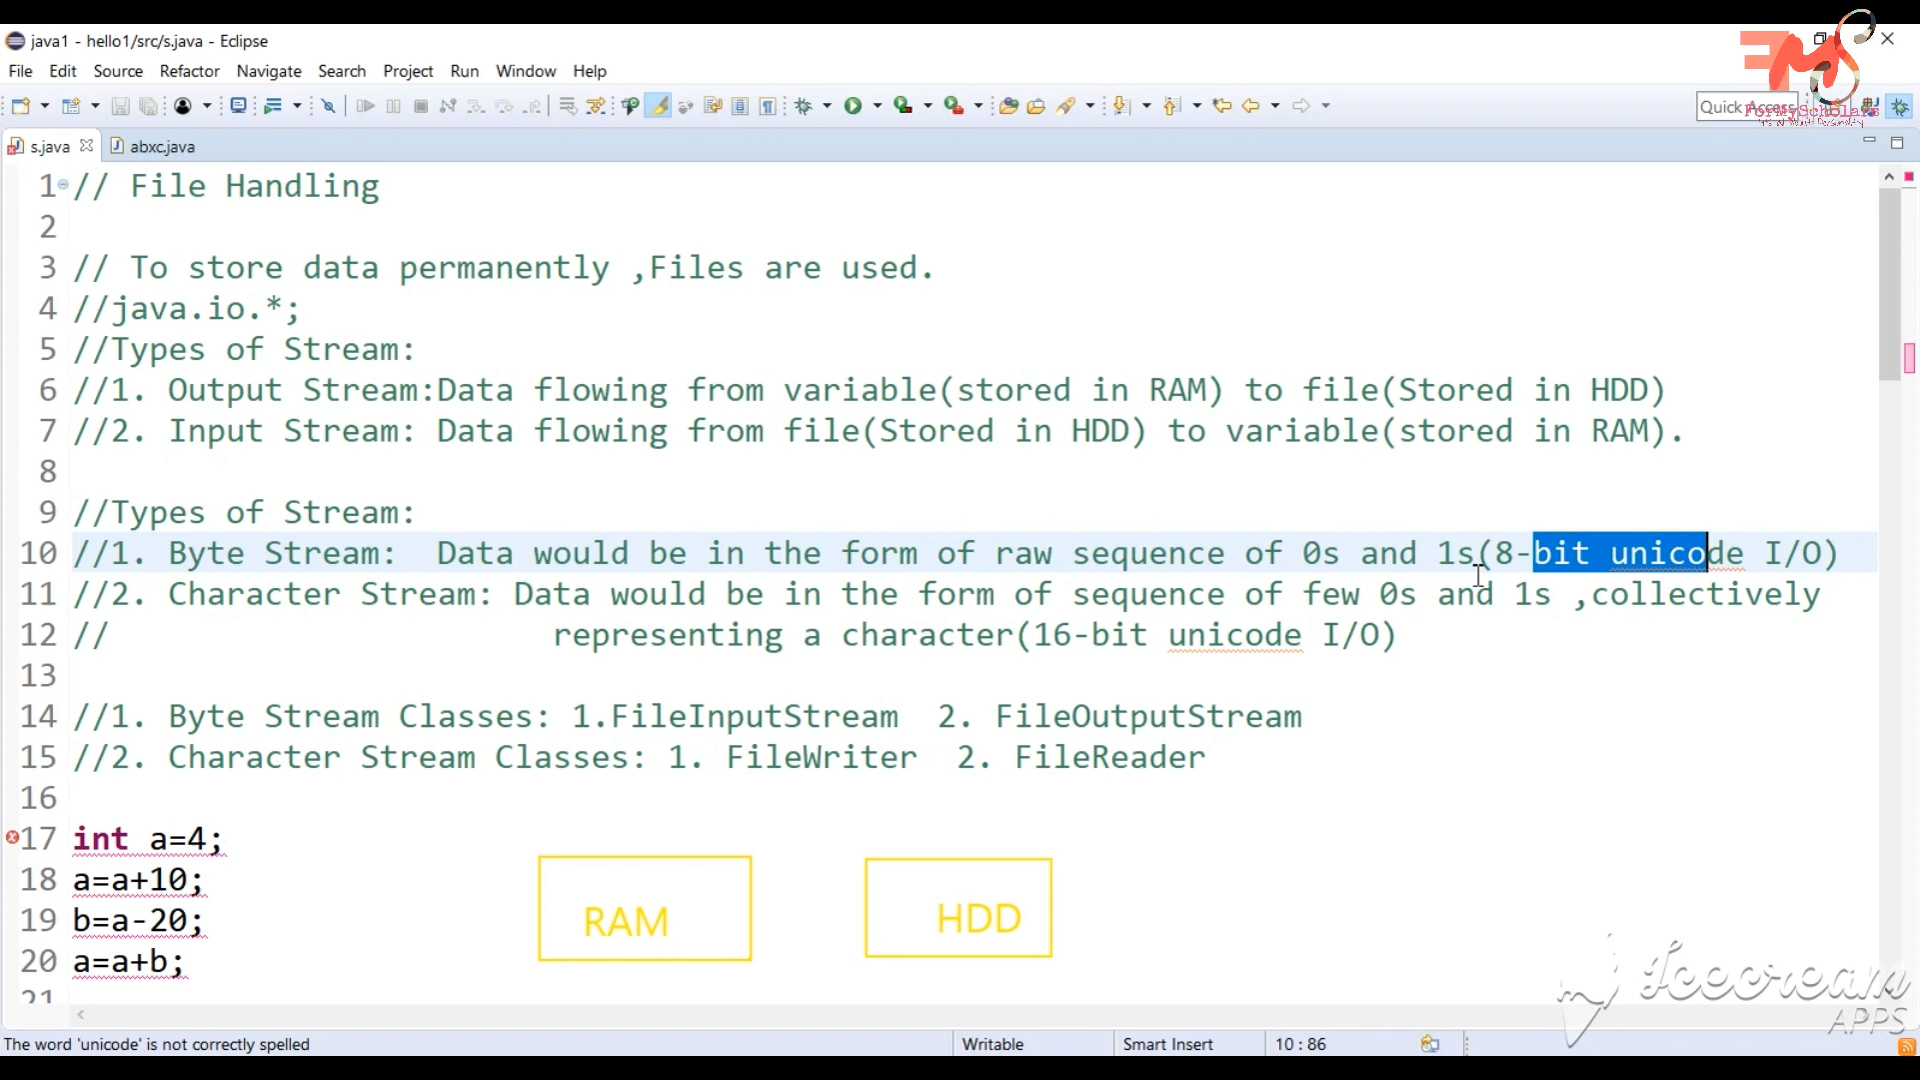 java1 - hello1/src/s.java - Eclipse
File Edit Source Refactor Navigate Search Project Run Window Help
Quick Access
ForMyScholars
s.java abxc.java
1 // File Handling
2
3 // To store data permanently ,Files are used.
4 //java.io.*;
5 //Types of Stream:
6 //1. Output Stream:Data flowing from variable(stored in RAM) to file(Stored in HDD)
7 //2. Input Stream: Data flowing from file(Stored in HDD) to variable(stored in RAM).
8
9 //Types of Stream:
10 //1. Byte Stream:  Data would be in the form of raw sequence of 0s and 1s(8-bit unicode I/O)
11 //2. Character Stream: Data would be in the form of sequence of few 0s and 1s ,collectively
12 // representing a character(16-bit unicode I/O)
13
14 //1. Byte Stream Classes: 1.FileInputStream  2. FileOutputStream
15 //2. Character Stream Classes: 1. FileWriter  2. FileReader
16
17 int a=4;
18 a=a+10;
19 b=a-20;
RAM HDD
20 a=a+b;
21
Icecream
APPS
The word 'unicode' is not correctly spelled Writable Smart Insert 10 : 86